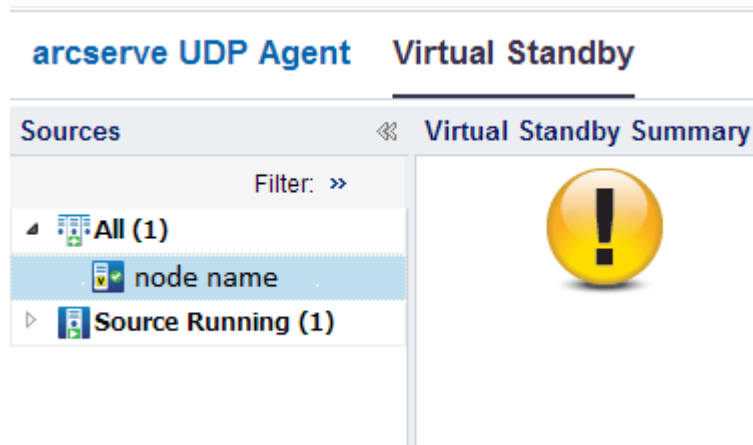 arcserve UDP Agent Virtual Standby
Sources « Virtual Standby Summary
Filter: »
All (1)
node name
Source Running (1)